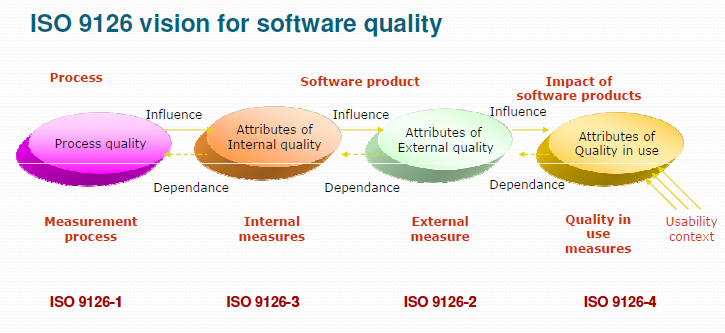 ISO 9126 vision for software quality
Process
Software product
Impact of
software products
Influence
Influence
Influence
Process quality
Attributes of
Internal quality
Attributes of
External quality
Attributes of
Quality in use
Dependance
Dependance
Dependance
Measurement
process
Internal
measures
External
measure
Quality in
use
measures
Usability
context
ISO 9126-1
ISO 9126-3
ISO 9126-2
ISO 9126-4